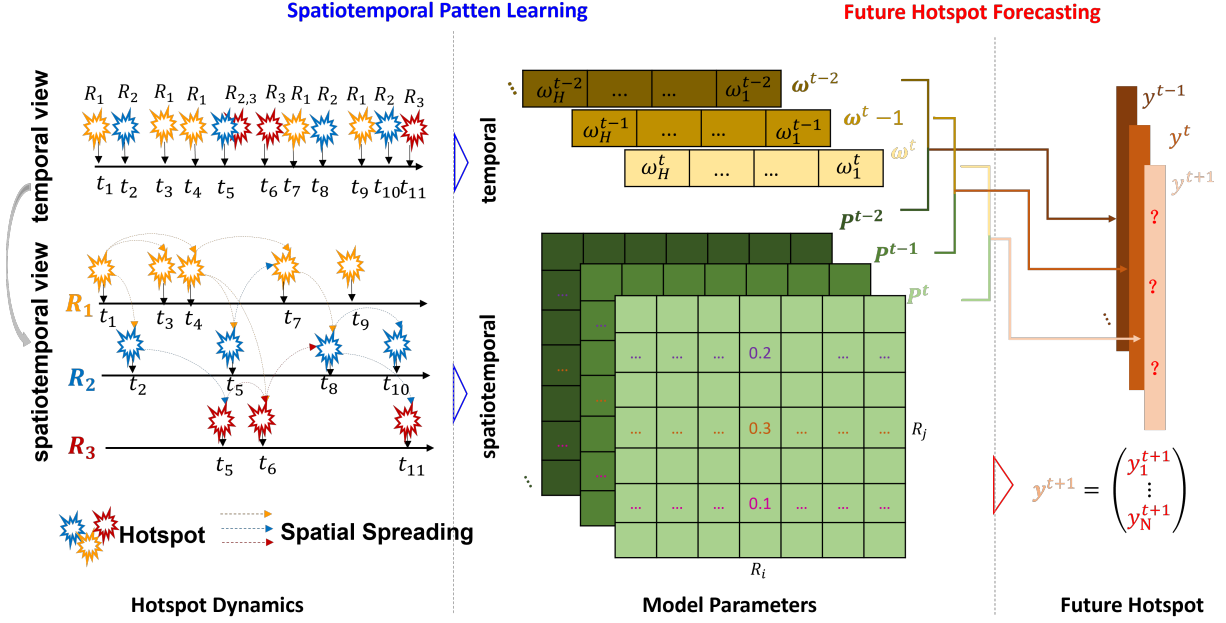 Spatiotemporal Patten Learning
Future Hotspot Forecasting
temporal view
R₁ R₂ R₁ R₁ R₂,₃ R₃ R₁ R₂ R₁ R₂ R₃
t₁ t₂ t₃ t₄ t₅ t₆ t₇ t₈ t₉ t₁₀ t₁₁
spatiotemporal view
R₁
t₁ t₃ t₄ t₇ t₉
R₂
t₂ t₅ t₈ t₁₀
R₃
t₅ t₆ t₁₁
Hotspot
Spatial Spreading
Hotspot Dynamics
temporal
⋱ ω_H^{t−2} ... ... ω_1^{t−2} ω^{t−2}
ω_H^{t−1} ... ... ω_1^{t−1} ω^t − 1
ω_H^t ... ... ω_1^t ω^t
spatiotemporal
P^{t−2}
P^{t−1}
P^t
... ... ... ... 0.2 ... ...
... ... ... ... 0.3 ... ... ...
R_j
... ... ... ... 0.1 ... ... ...
⋱
R_i
Model Parameters
y^{t−1}
y^t
y^{t+1}
?
?
⋱
?
y^{t+1} = (y_1^{t+1} ⋮ y_N^{t+1})
Future Hotspot